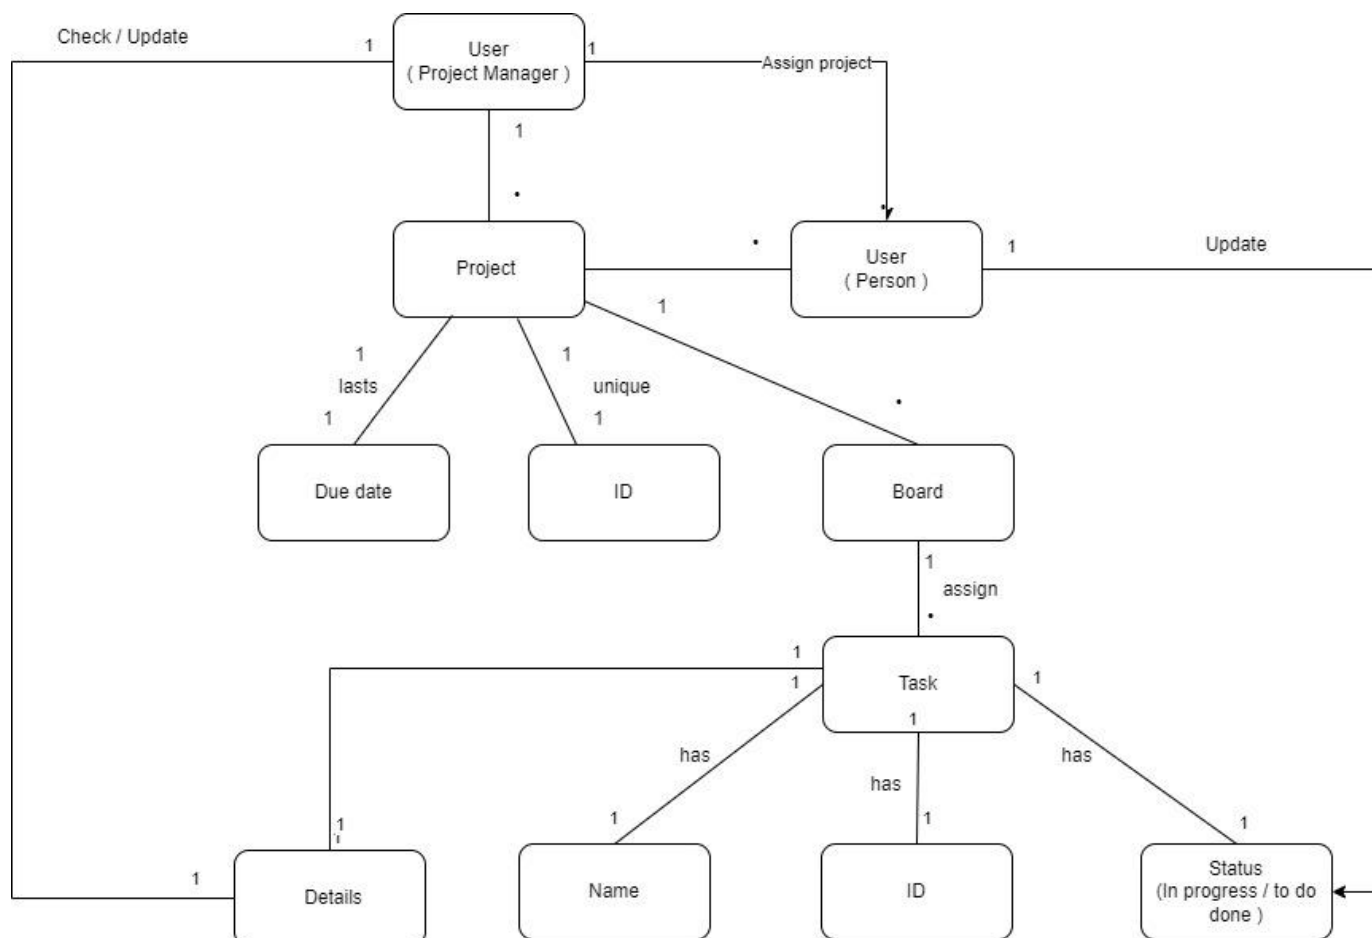 Check / Update
1
User
( Project Manager )
1
Assign project
1
*
*
*
Project
User
( Person )
1
Update
1
1
lasts
1
1
unique
1
*
Due date
ID
Board
1
assign
*
1
1
Task
1
1
has
has
has
1
1
1
1
1
1
Details
Name
ID
Status
(In progress / to do
done )